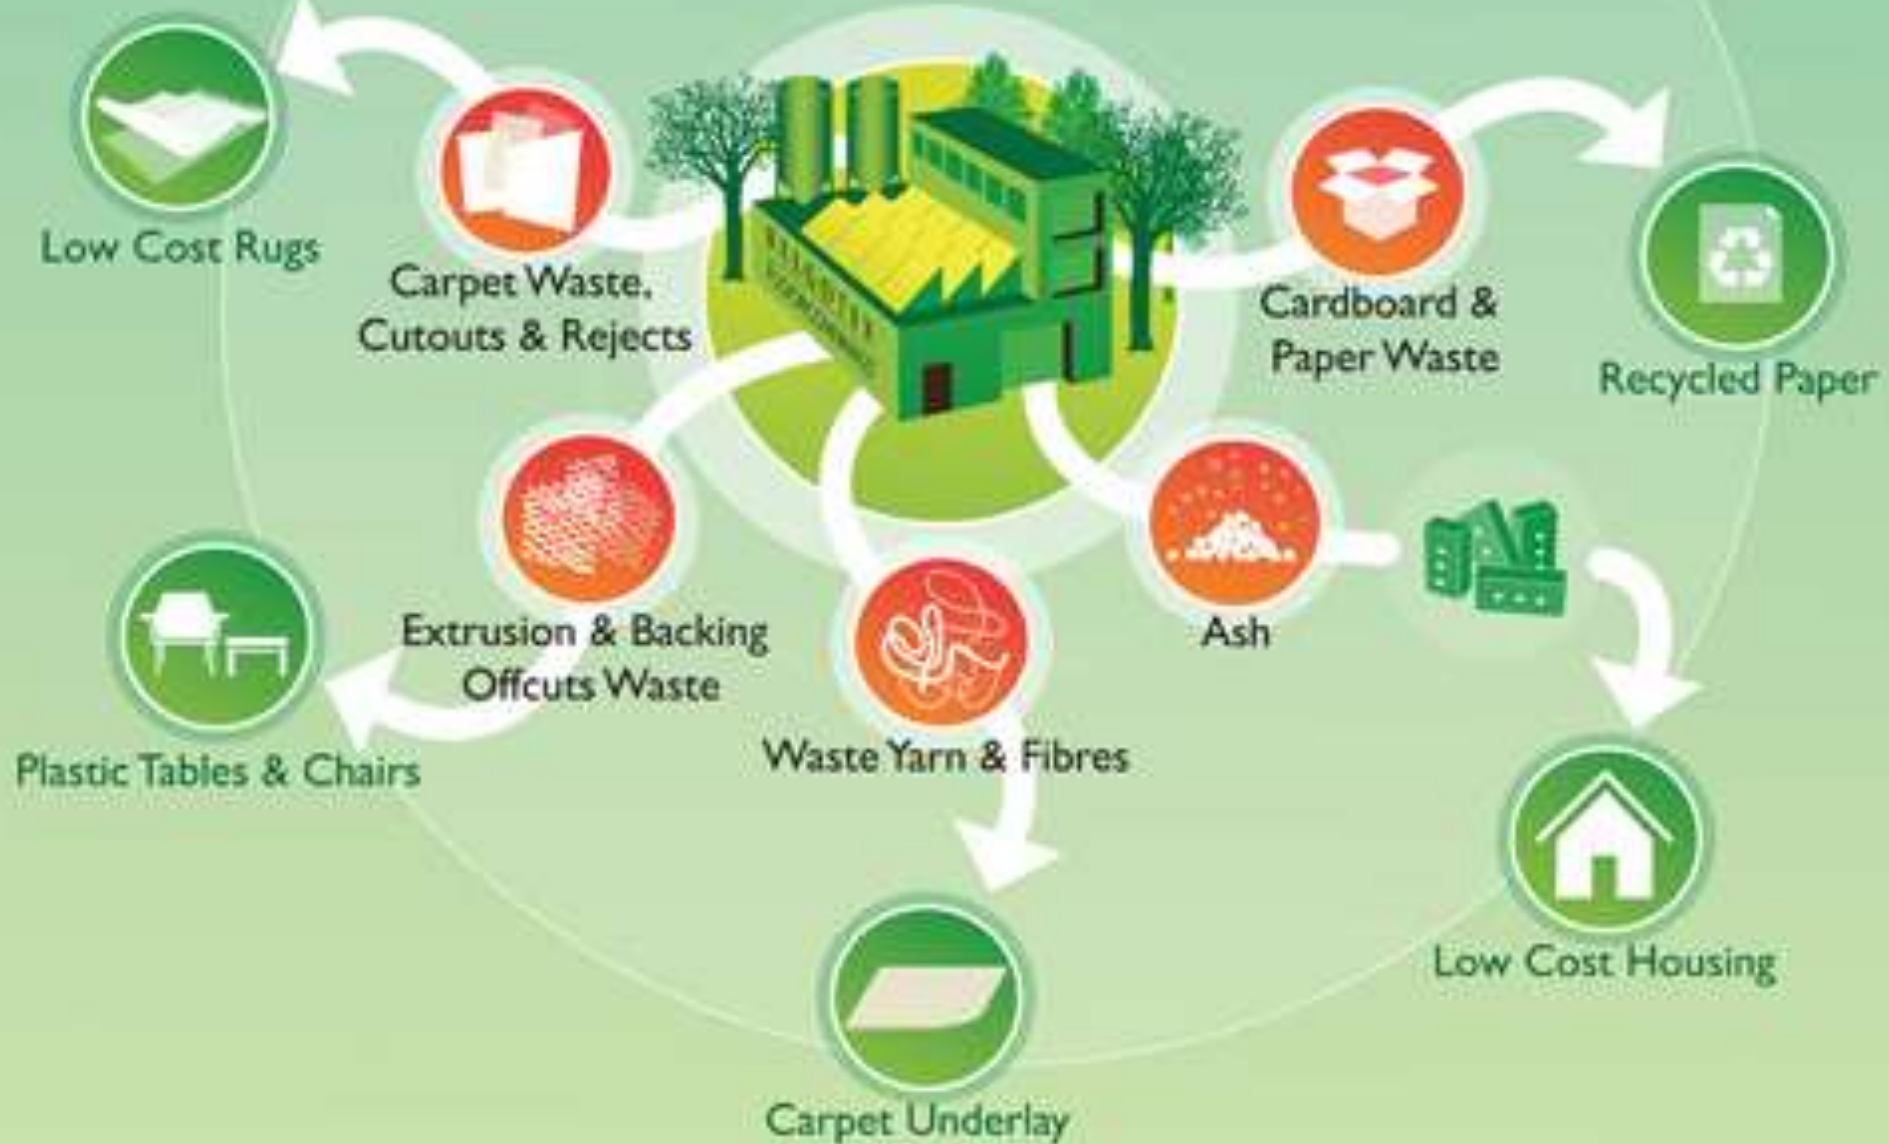 Low Cost Rugs
Carpet Waste,
Cutouts & Rejects
Cardboard &
Paper Waste
Recycled Paper
Extrusion & Backing
Offcuts Waste
Ash
Plastic Tables & Chairs
Waste Yarn & Fibres
Low Cost Housing
Carpet Underlay